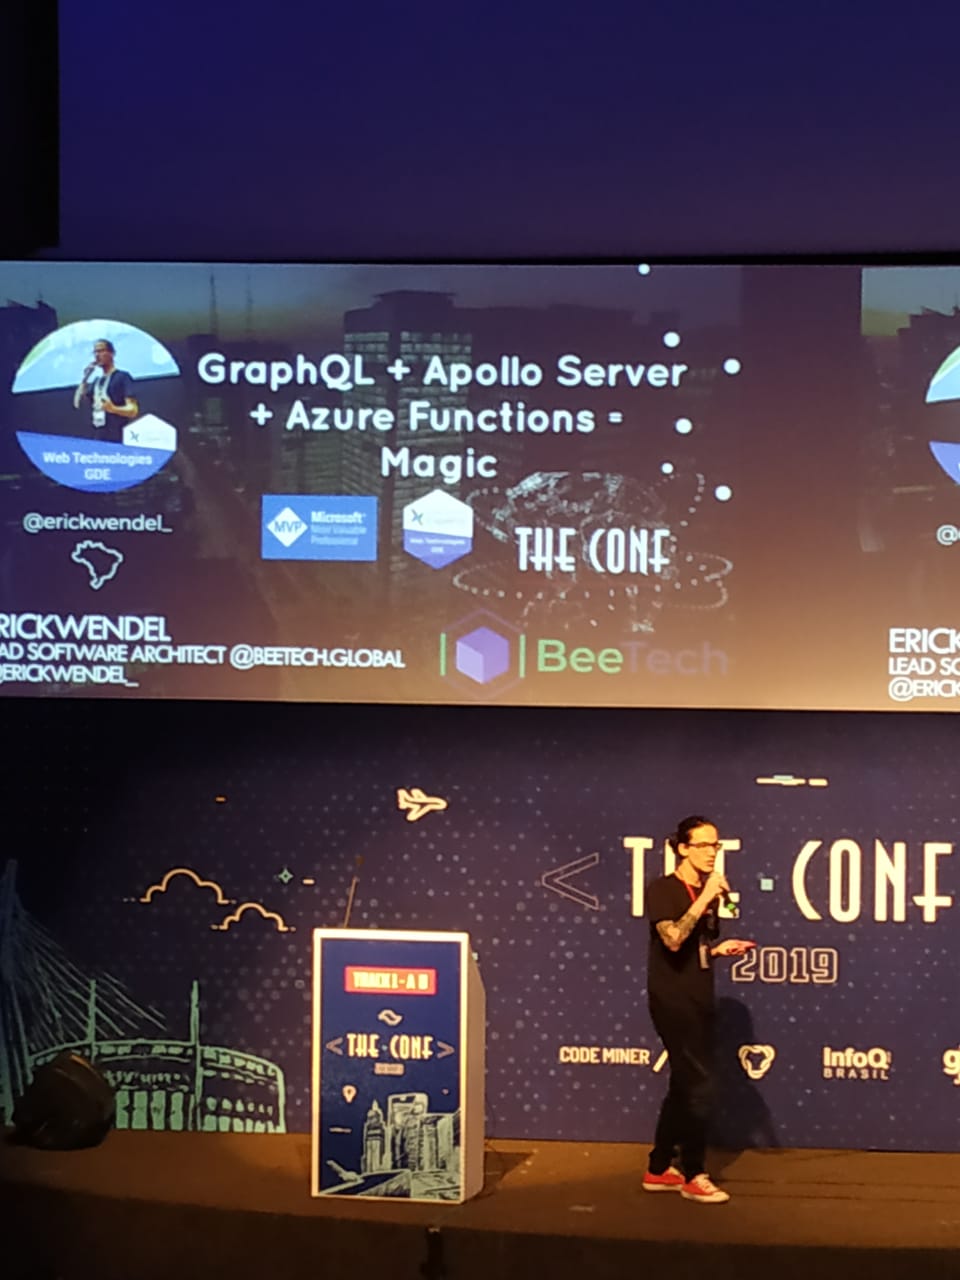 GraphQL + Apollo Server
+ Azure Functions =
Magic
Web Technologies
GDE
@erickwendel_
MVP
Microsoft
Most Valuable
Professional
Web Technologies
GDE
THE CONF
RICKWENDEL
AD SOFTWARE ARCHITECT @BEETECH.GLOBAL
@ERICKWENDEL_
BeeTech
@
ERICK
LEAD SO
@ERICK
< THE CONF
2019
TRACK 1 - A
<THE CONF>
CODE MINER
InfoQ
BRASIL
g